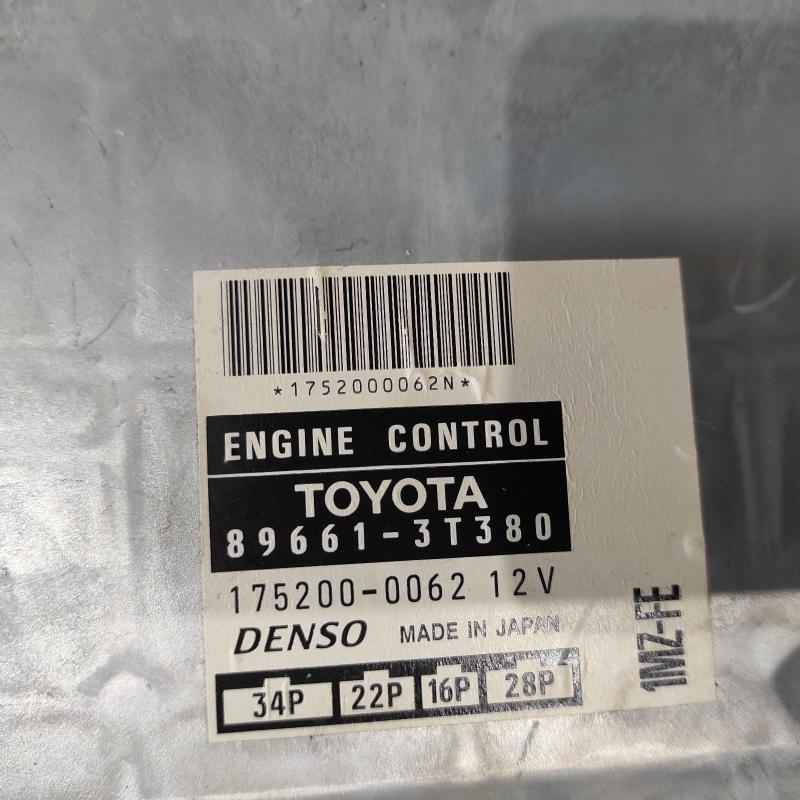 *1752000062N*
ENGINE CONTROL
TOYOTA
89661-3T380
175200-0062 12V
DENSO MADE IN JAPAN
34P 22P 16P 28P
1MZ-FE